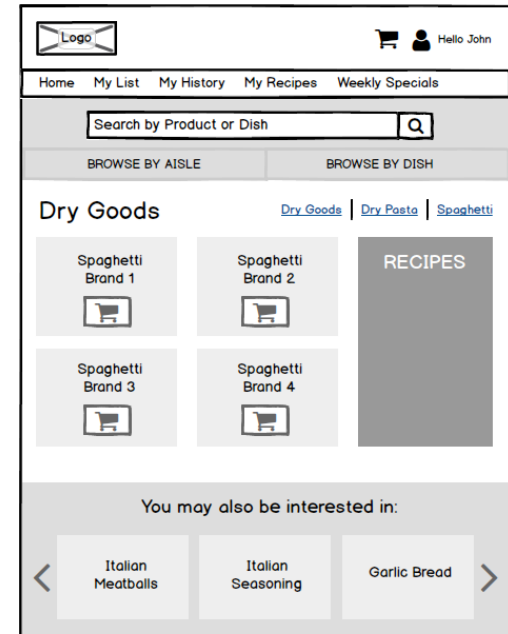 Logo
Hello John
Home My List My History My Recipes Weekly Specials
Search by Product or Dish
BROWSE BY AISLE BROWSE BY DISH
Dry Goods
Dry Goods | Dry Pasta | Spaghetti
Spaghetti
Brand 1
Spaghetti
Brand 2
RECIPES
Spaghetti
Brand 3
Spaghetti
Brand 4
You may also be interested in:
Italian
Meatballs
Italian
Seasoning
Garlic Bread